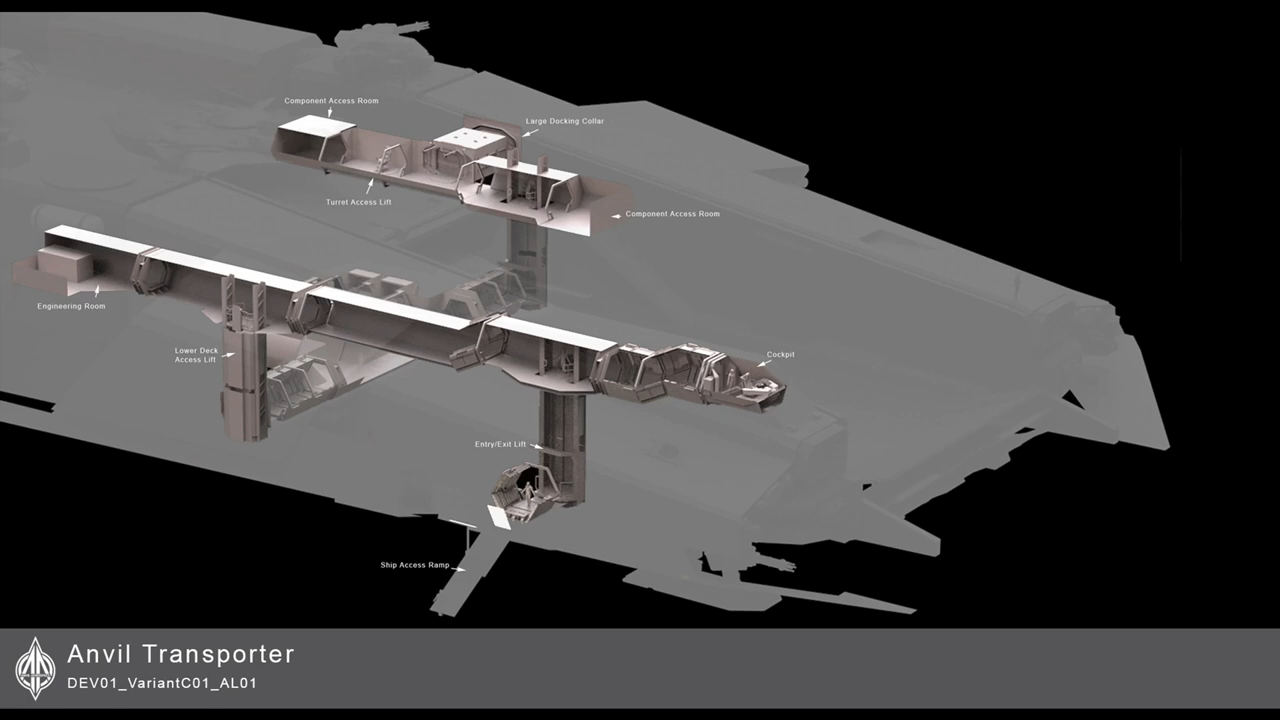 Component Access Room
Large Docking Collar
Turret Access Lift
Component Access Room
Engineering Room
Lower Deck
Access Lift
Cockpit
Entry/Exit Lift
Ship Access Ramp
Anvil Transporter
DEV01_VariantC01_AL01